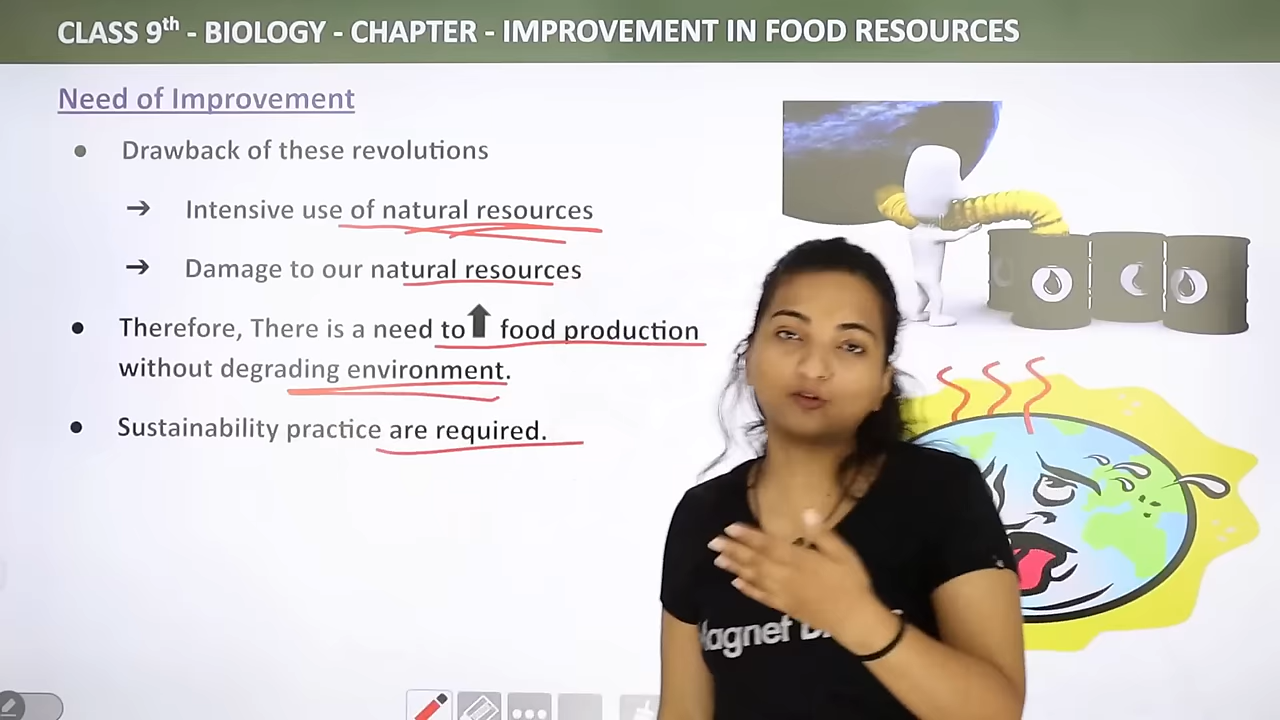 CLASS 9th - BIOLOGY - CHAPTER - IMPROVEMENT IN FOOD RESOURCES
Need of Improvement
● Drawback of these revolutions
➔ Intensive use of natural resources
➔ Damage to our natural resources
● Therefore, There is a need to ⬆ food production
without degrading environment.
● Sustainability practice are required.